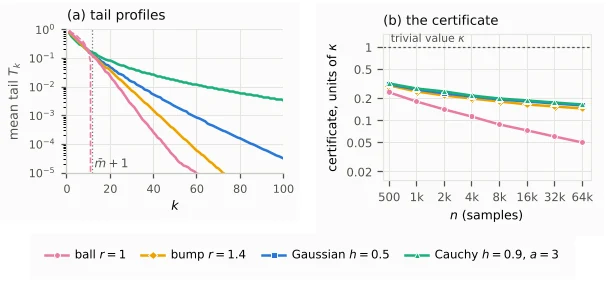 (a) tail profiles
mean tail T_k
10⁰
10⁻¹
10⁻²
10⁻³
10⁻⁴
10⁻⁵
m̄ + 1
0 20 40 60 80 100
k
(b) the certificate
certificate, units of κ
trivial value κ
1
0.5
0.2
0.1
0.05
0.02
500 1k 2k 4k 8k 16k 32k 64k
n (samples)
ball r = 1 bump r = 1.4 Gaussian h = 0.5 Cauchy h = 0.9, a = 3